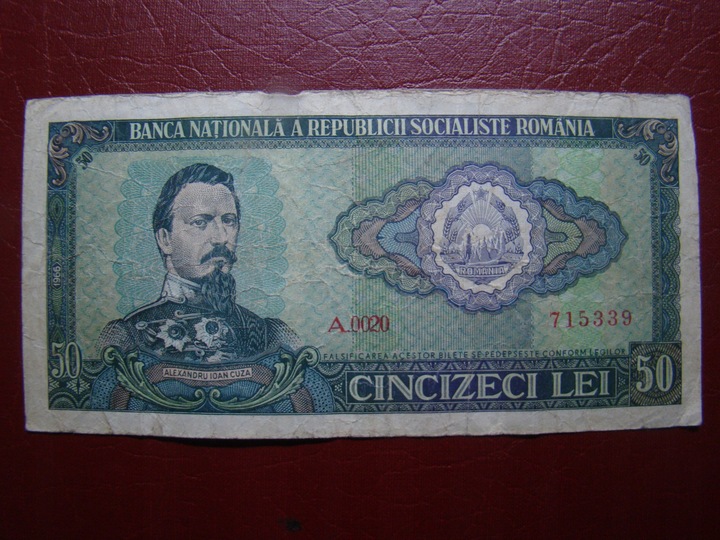 BANCA NAȚIONALĂ A REPUBLICII SOCIALISTE ROMÂNIA
50
50
1966
ROMANIA
A.0020
715339
FALSIFICAREA ACESTOR BILETE SE PEDEPSEȘTE CONFORM LEGILOR
50
ALEXANDRU IOAN CUZA
CINCIZECI LEI
50